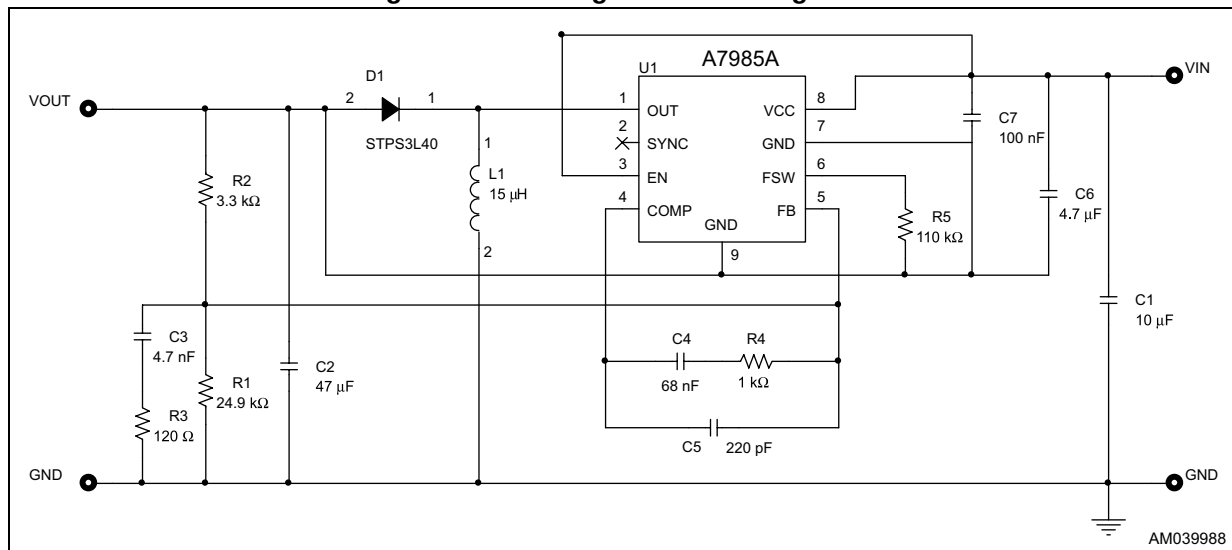 A7985A
U1
VIN
VOUT
D1
2
1
STPS3L40
1
OUT
VCC
8
2
SYNC
GND
7
3
EN
FSW
6
4
COMP
FB
5
GND
9
C7
100 nF
C6
4.7 µF
R2
3.3 kΩ
1
L1
15 µH
2
R5
110 kΩ
C1
10 µF
C3
4.7 nF
R1
24.9 kΩ
C2
47 µF
R3
120 Ω
C4
68 nF
R4
1 kΩ
C5
220 pF
GND
GND
AM039988